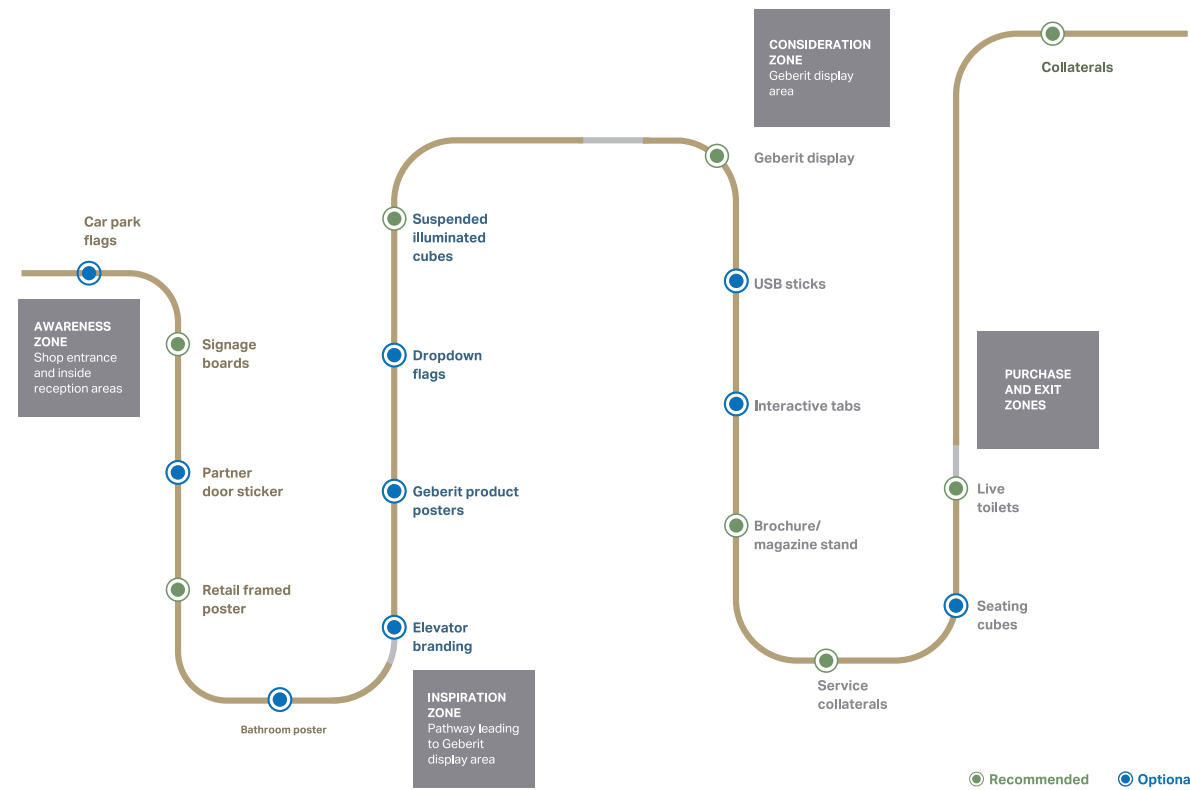 Car park
flags
AWARENESS
ZONE
Shop entrance
and inside
reception areas
Signage
boards
Partner
door sticker
Retail framed
poster
Bathroom poster
Suspended
illuminated
cubes
Dropdown
flags
Geberit product
posters
Elevator
branding
INSPIRATION
ZONE
Pathway leading
to Geberit
display area
CONSIDERATION
ZONE
Geberit display
area
Geberit display
USB sticks
Interactive tabs
Brochure/
magazine stand
Service
collaterals
Collaterals
PURCHASE
AND EXIT
ZONES
Live
toilets
Seating
cubes
Recommended
Optiona